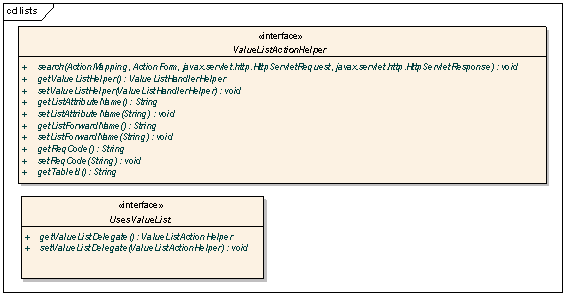 cd lists
«interface»
ValueListActionHelper
+ search(ActionMapping, ActionForm, javax.servlet.http.HttpServletRequest, javax.servlet.http.HttpServletResponse) : void
+ getValueListHelper() : ValueListHandlerHelper
+ setValueListHelper(ValueListHandlerHelper) : void
+ getListAttributeName() : String
+ setListAttributeName(String) : void
+ getListForwardName() : String
+ setListForwardName(String) : void
+ getReqCode() : String
+ setReqCode(String) : void
+ getTableId() : String
«interface»
UsesValueList
+ getValueListDelegate() : ValueListActionHelper
+ setValueListDelegate(ValueListActionHelper) : void